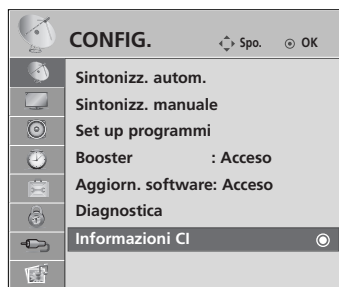 CONFIG. Spo. OK
Sintonizz. autom.
Sintonizz. manuale
Set up programmi
Booster : Acceso
Aggiorn. software: Acceso
Diagnostica
Informazioni CI